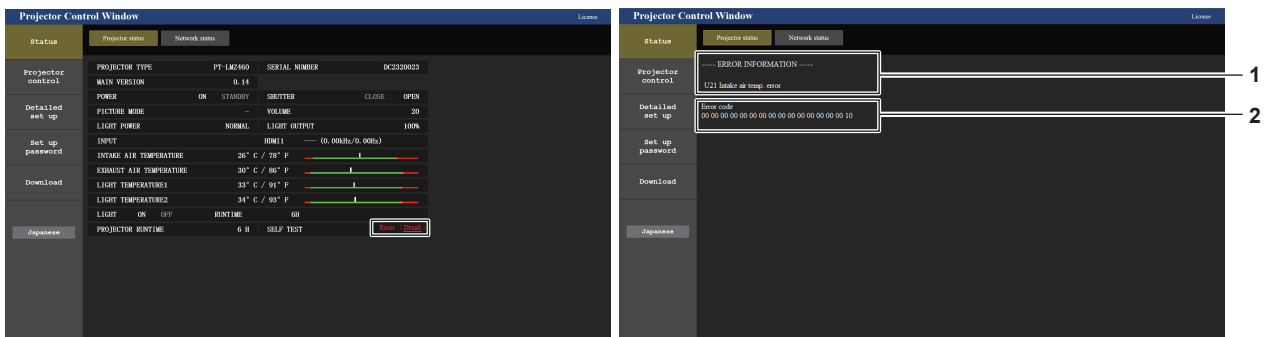 Projector Control Window License
Status Projector status Network status
Projector control
Detailed set up
Set up password
Download
Japanese
PROJECTOR TYPE PT-LMZ460 SERIAL NUMBER DC2320023
MAIN VERSION 0.14
POWER ON STANDBY SHUTTER CLOSE OPEN
PICTURE MODE - VOLUME 20
LIGHT POWER NORMAL LIGHT OUTPUT 100%
INPUT HDMI1 --- (0.00kHz/0.00Hz)
INTAKE AIR TEMPERATURE 26° C / 78° F
EXHAUST AIR TEMPERATURE 30° C / 86° F
LIGHT TEMPERATURE1 33° C / 91° F
LIGHT TEMPERATURE2 34° C / 93° F
LIGHT ON OFF RUNTIME 6H
PROJECTOR RUNTIME 6 H SELF TEST Error (Detail)
Projector Control Window License
Status Projector status Network status
Projector control
Detailed set up
Set up password
Download
Japanese
----- ERROR INFORMATION -----
U21 Intake air temp. error
1
Error code
00 00 00 00 00 00 00 00 00 00 00 00 00 00 00 10
2